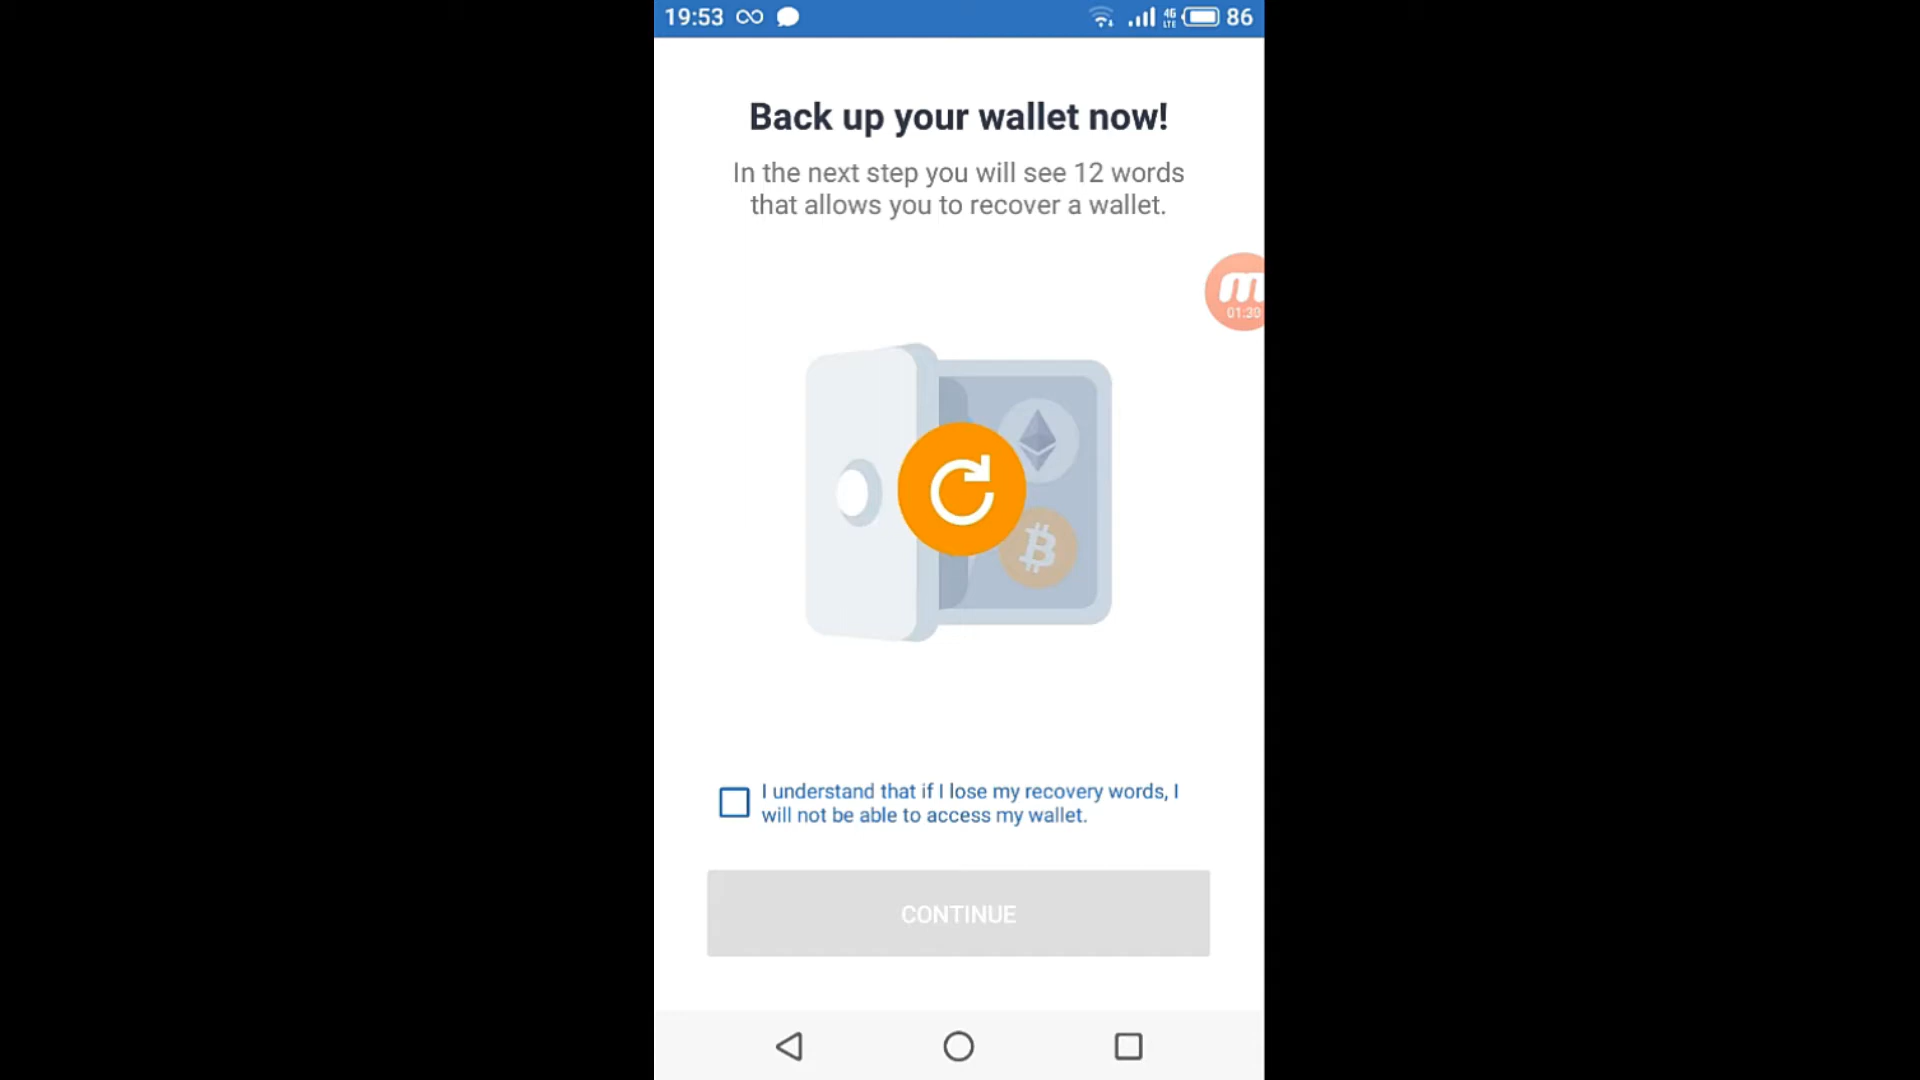 19:53
4G
LTE
86
Back up your wallet now!
In the next step you will see 12 words
that allows you to recover a wallet.
01:30
I understand that if I lose my recovery words, I
will not be able to access my wallet.
CONTINUE